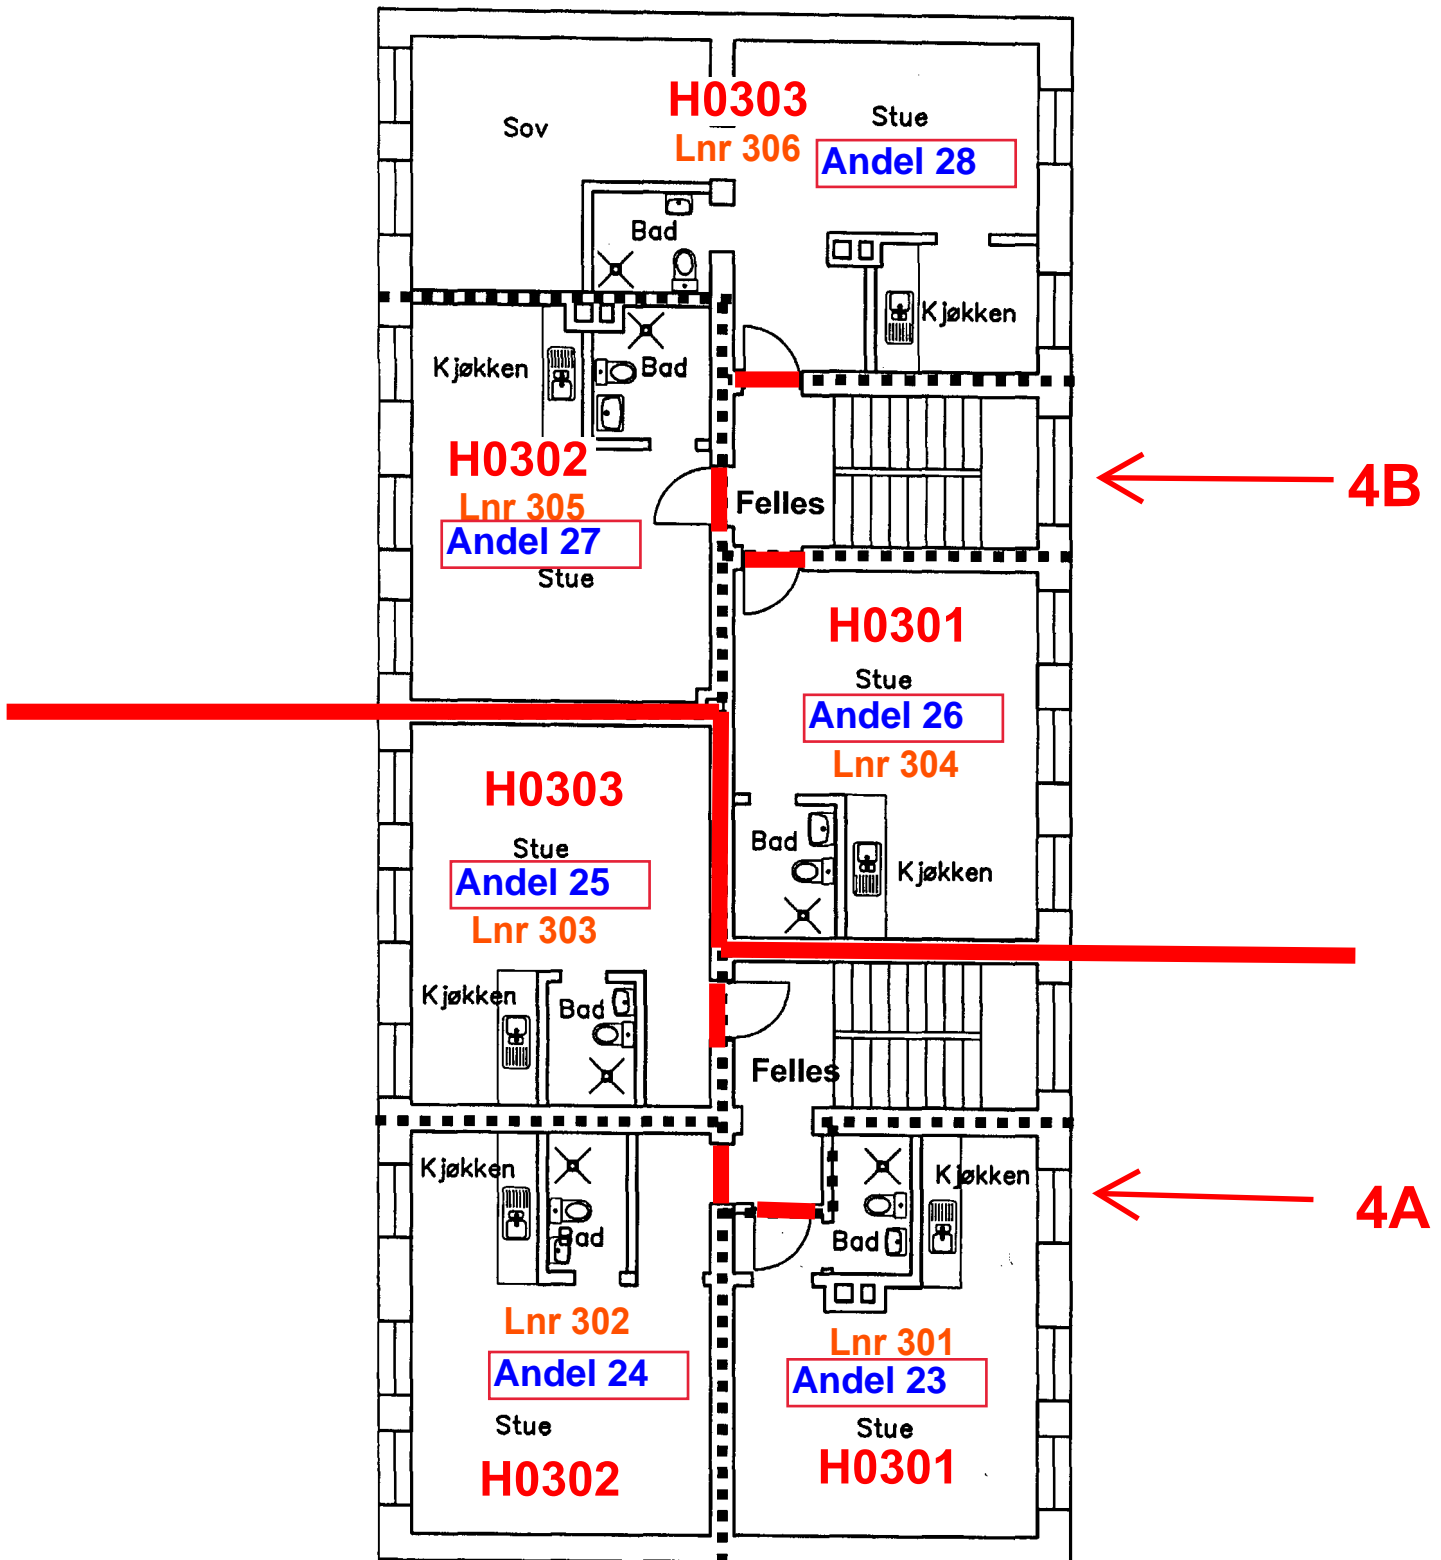 H0303
Sov
Stue
Lnr 306
Andel 28
Bad
Kjøkken
Kjøkken
Bad
H0302
Lnr 305
Andel 27
Stue
Felles
4B
H0301
Stue
Andel 26
Lnr 304
H0303
Stue
Andel 25
Lnr 303
Bad
Kjøkken
Kjøkken
Bad
Felles
Kjøkken
Bad
Kjøkken
Bad
4A
Lnr 302
Andel 24
Stue
H0302
Lnr 301
Andel 23
Stue
H0301